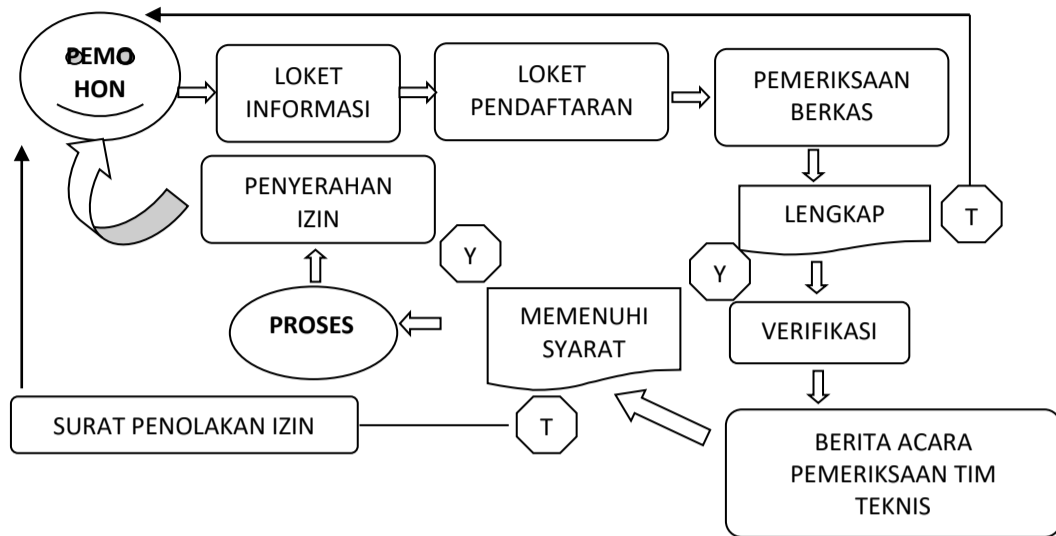 PEMO
HON
LOKET
INFORMASI
LOKET
PENDAFTARAN
PEMERIKSAAN
BERKAS
LENGKAP
T
Y
VERIFIKASI
BERITA ACARA
PEMERIKSAAN TIM
TEKNIS
MEMENUHI
SYARAT
Y
T
PROSES
PENYERAHAN
IZIN
SURAT PENOLAKAN IZIN